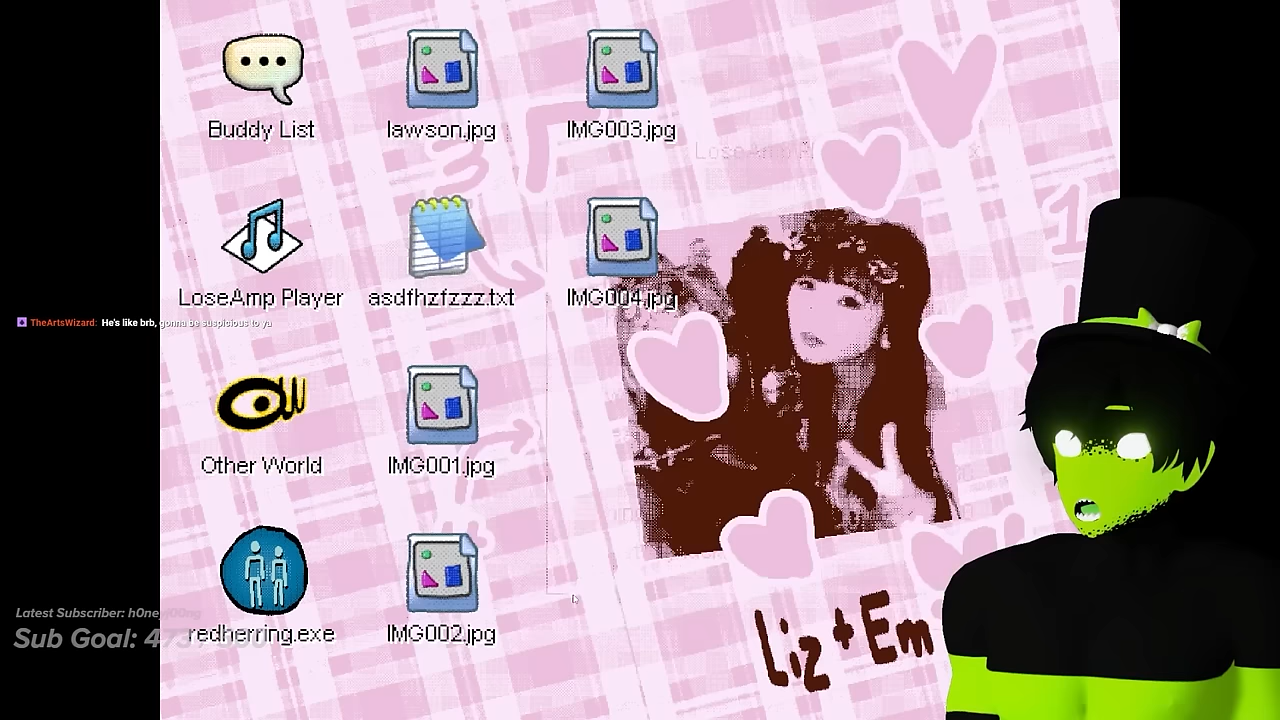 Buddy List
lawson.jpg
IMG003.jpg
LoseAmp Player
asdfhzfzzz.txt
IMG004.jpg
TheArtsWizard: He's like brb, gonna be suspicious to ya
Other World
IMG001.jpg
Latest Subscriber:
Sub Goal:
redherring.exe
IMG002.jpg
Liz + Em